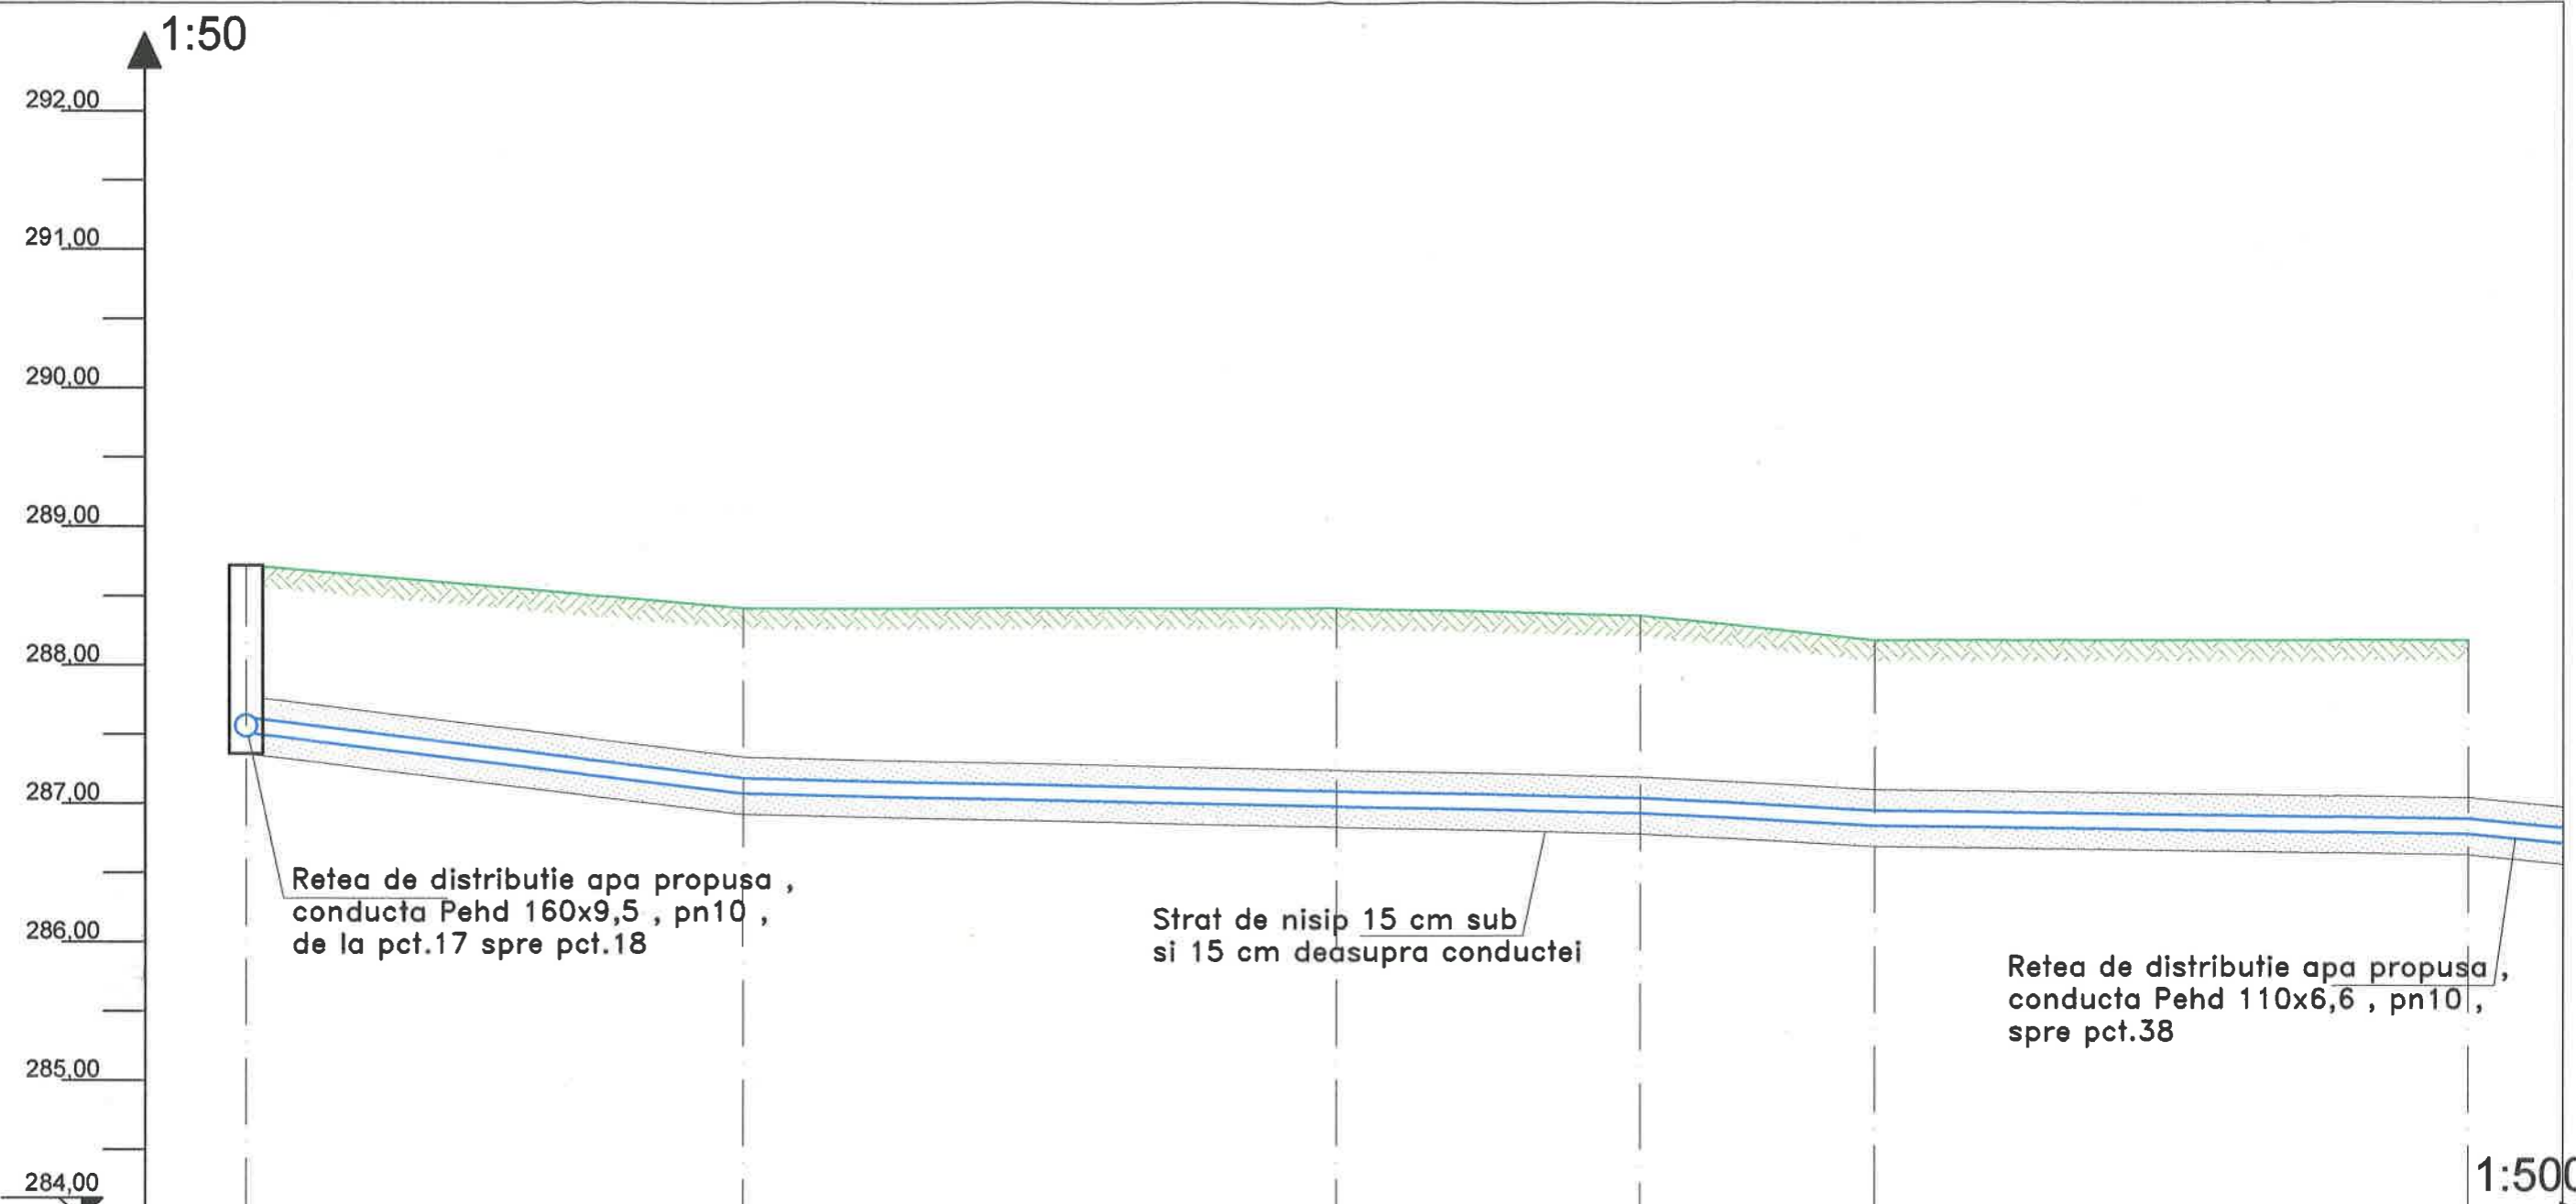 1:50
292,00
291,00
290,00
289,00
288,00
287,00
286,00
285,00
284,00
Retea de distributie apa propusa ,
conducta Pehd 160x9,5 , pn10 ,
de la pct.17 spre pct.18
Strat de nisip 15 cm sub
si 15 cm deasupra conductei
Retea de distributie apa propusa ,
conducta Pehd 110x6,6 , pn10 ,
spre pct.38
1:500